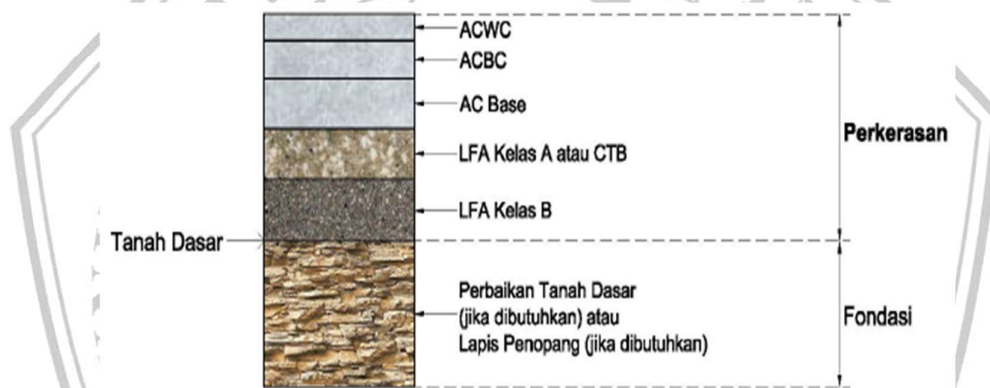 ACWC
ACBC
AC Base
Perkerasan
LFA Kelas A atau CTB
LFA Kelas B
Tanah Dasar
Perbaikan Tanah Dasar
(jika dibutuhkan) atau
Lapis Penopang (jika dibutuhkan)
Fondasi